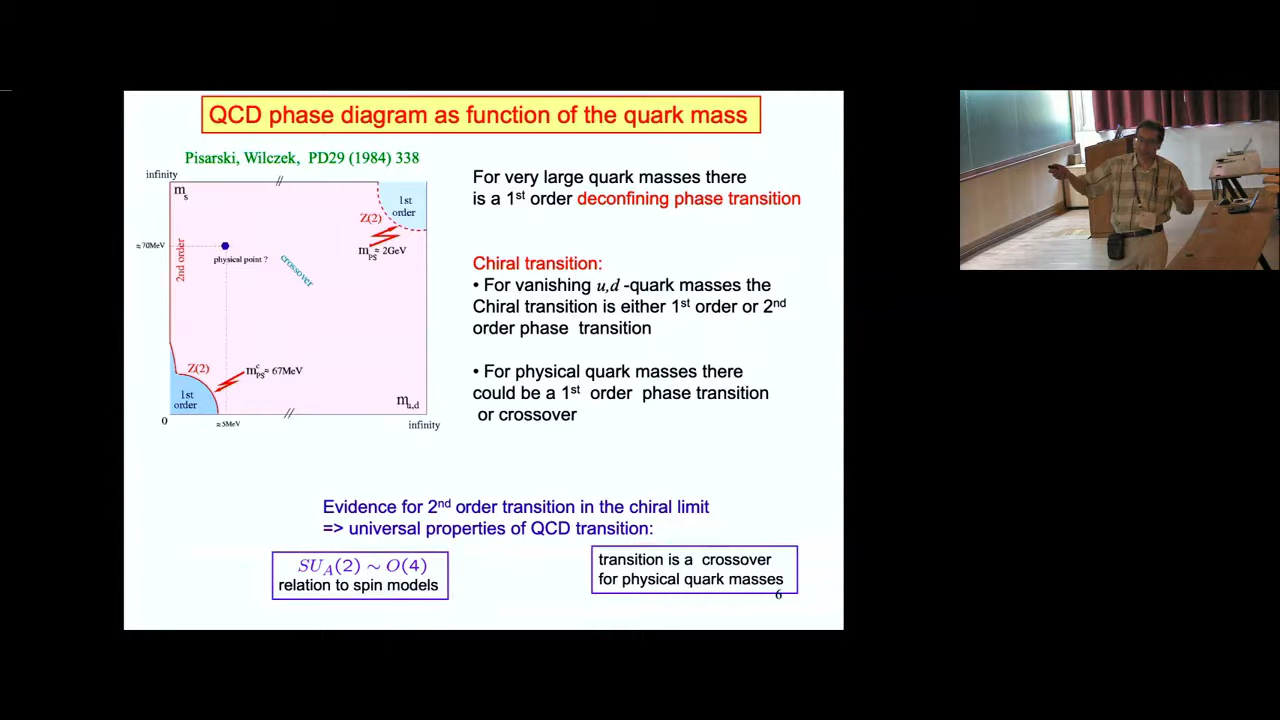 QCD phase diagram as function of the quark mass
Pisarski, Wilczek, PD29 (1984) 338
infinity
m_s
1st
order
Z(2)
m_PS ≈ 2GeV
≈ 70MeV
physical point ?
2nd order
crossover
Z(2)
m^c_PS ≈ 67MeV
1st
order
m_u,d
0
≈ 5MeV
infinity
For very large quark masses there
is a 1st order deconfining phase transition
Chiral transition:
• For vanishing u,d -quark masses the
Chiral transition is either 1st order or 2nd
order phase transition
• For physical quark masses there
could be a 1st order phase transition
or crossover
Evidence for 2nd order transition in the chiral limit
=> universal properties of QCD transition:
SU_A(2) ~ O(4)
relation to spin models
transition is a crossover
for physical quark masses
6